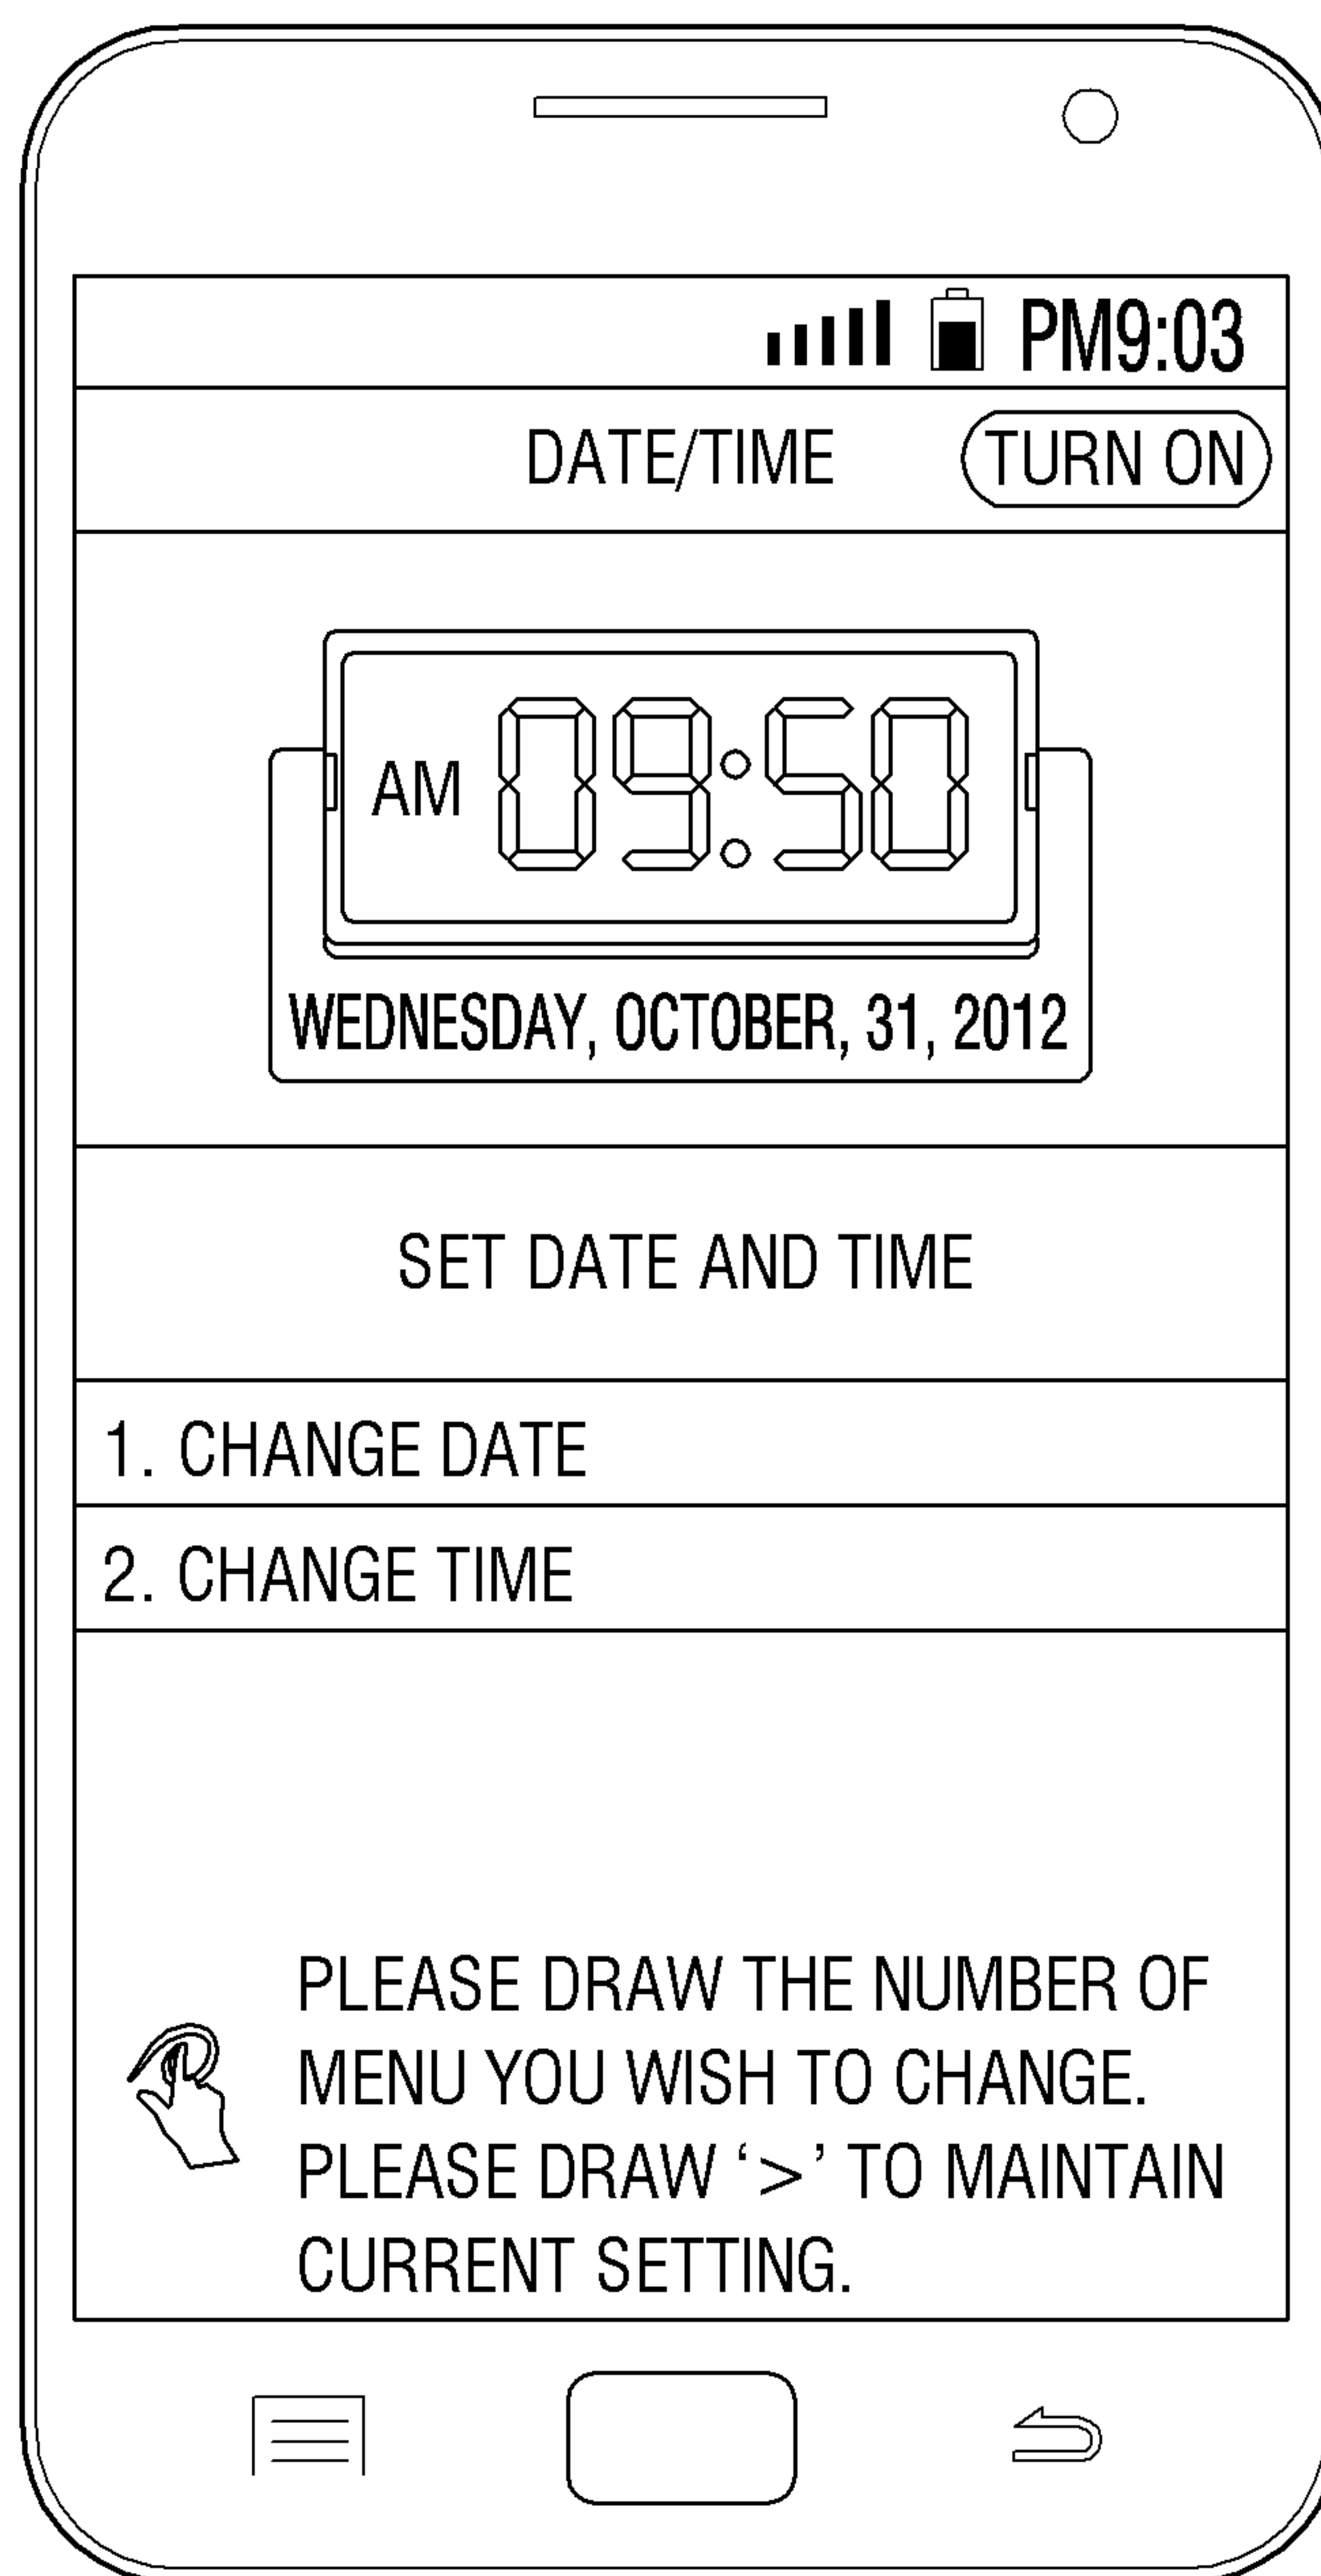 PM9:03
DATE/TIME TURN ON
AM 09:50
WEDNESDAY, OCTOBER, 31, 2012
SET DATE AND TIME
1. CHANGE DATE
2. CHANGE TIME
PLEASE DRAW THE NUMBER OF
MENU YOU WISH TO CHANGE.
PLEASE DRAW ‘>’ TO MAINTAIN
CURRENT SETTING.